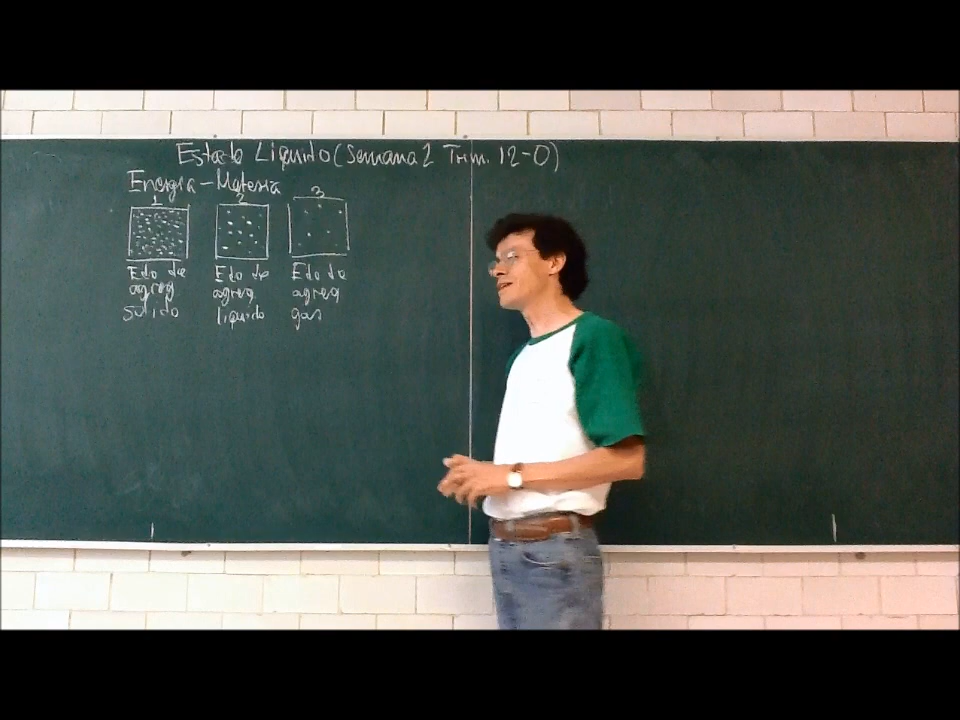 Estado Líquido (Semana 2 Trim. 12-O)
Energía - Materia
1 2 3
Edo de agreg sólido
Edo de agreg líquido
Edo de agreg gas